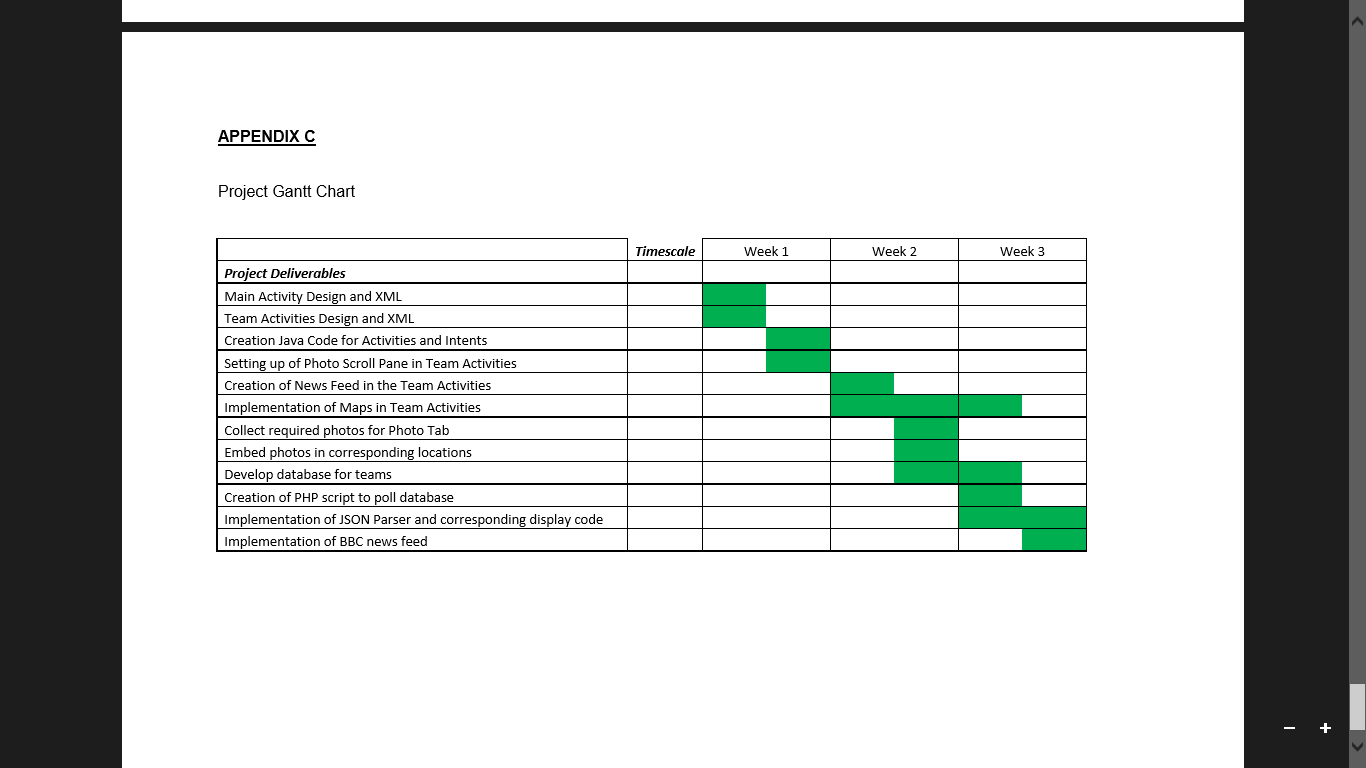 APPENDIX C
Project Gantt Chart
Timescale Week 1 Week 2 Week 3
Project Deliverables
Main Activity Design and XML
Team Activities Design and XML
Creation Java Code for Activities and Intents
Setting up of Photo Scroll Pane in Team Activities
Creation of News Feed in the Team Activities
Implementation of Maps in Team Activities
Collect required photos for Photo Tab
Embed photos in corresponding locations
Develop database for teams
Creation of PHP script to poll database
Implementation of JSON Parser and corresponding display code
Implementation of BBC news feed